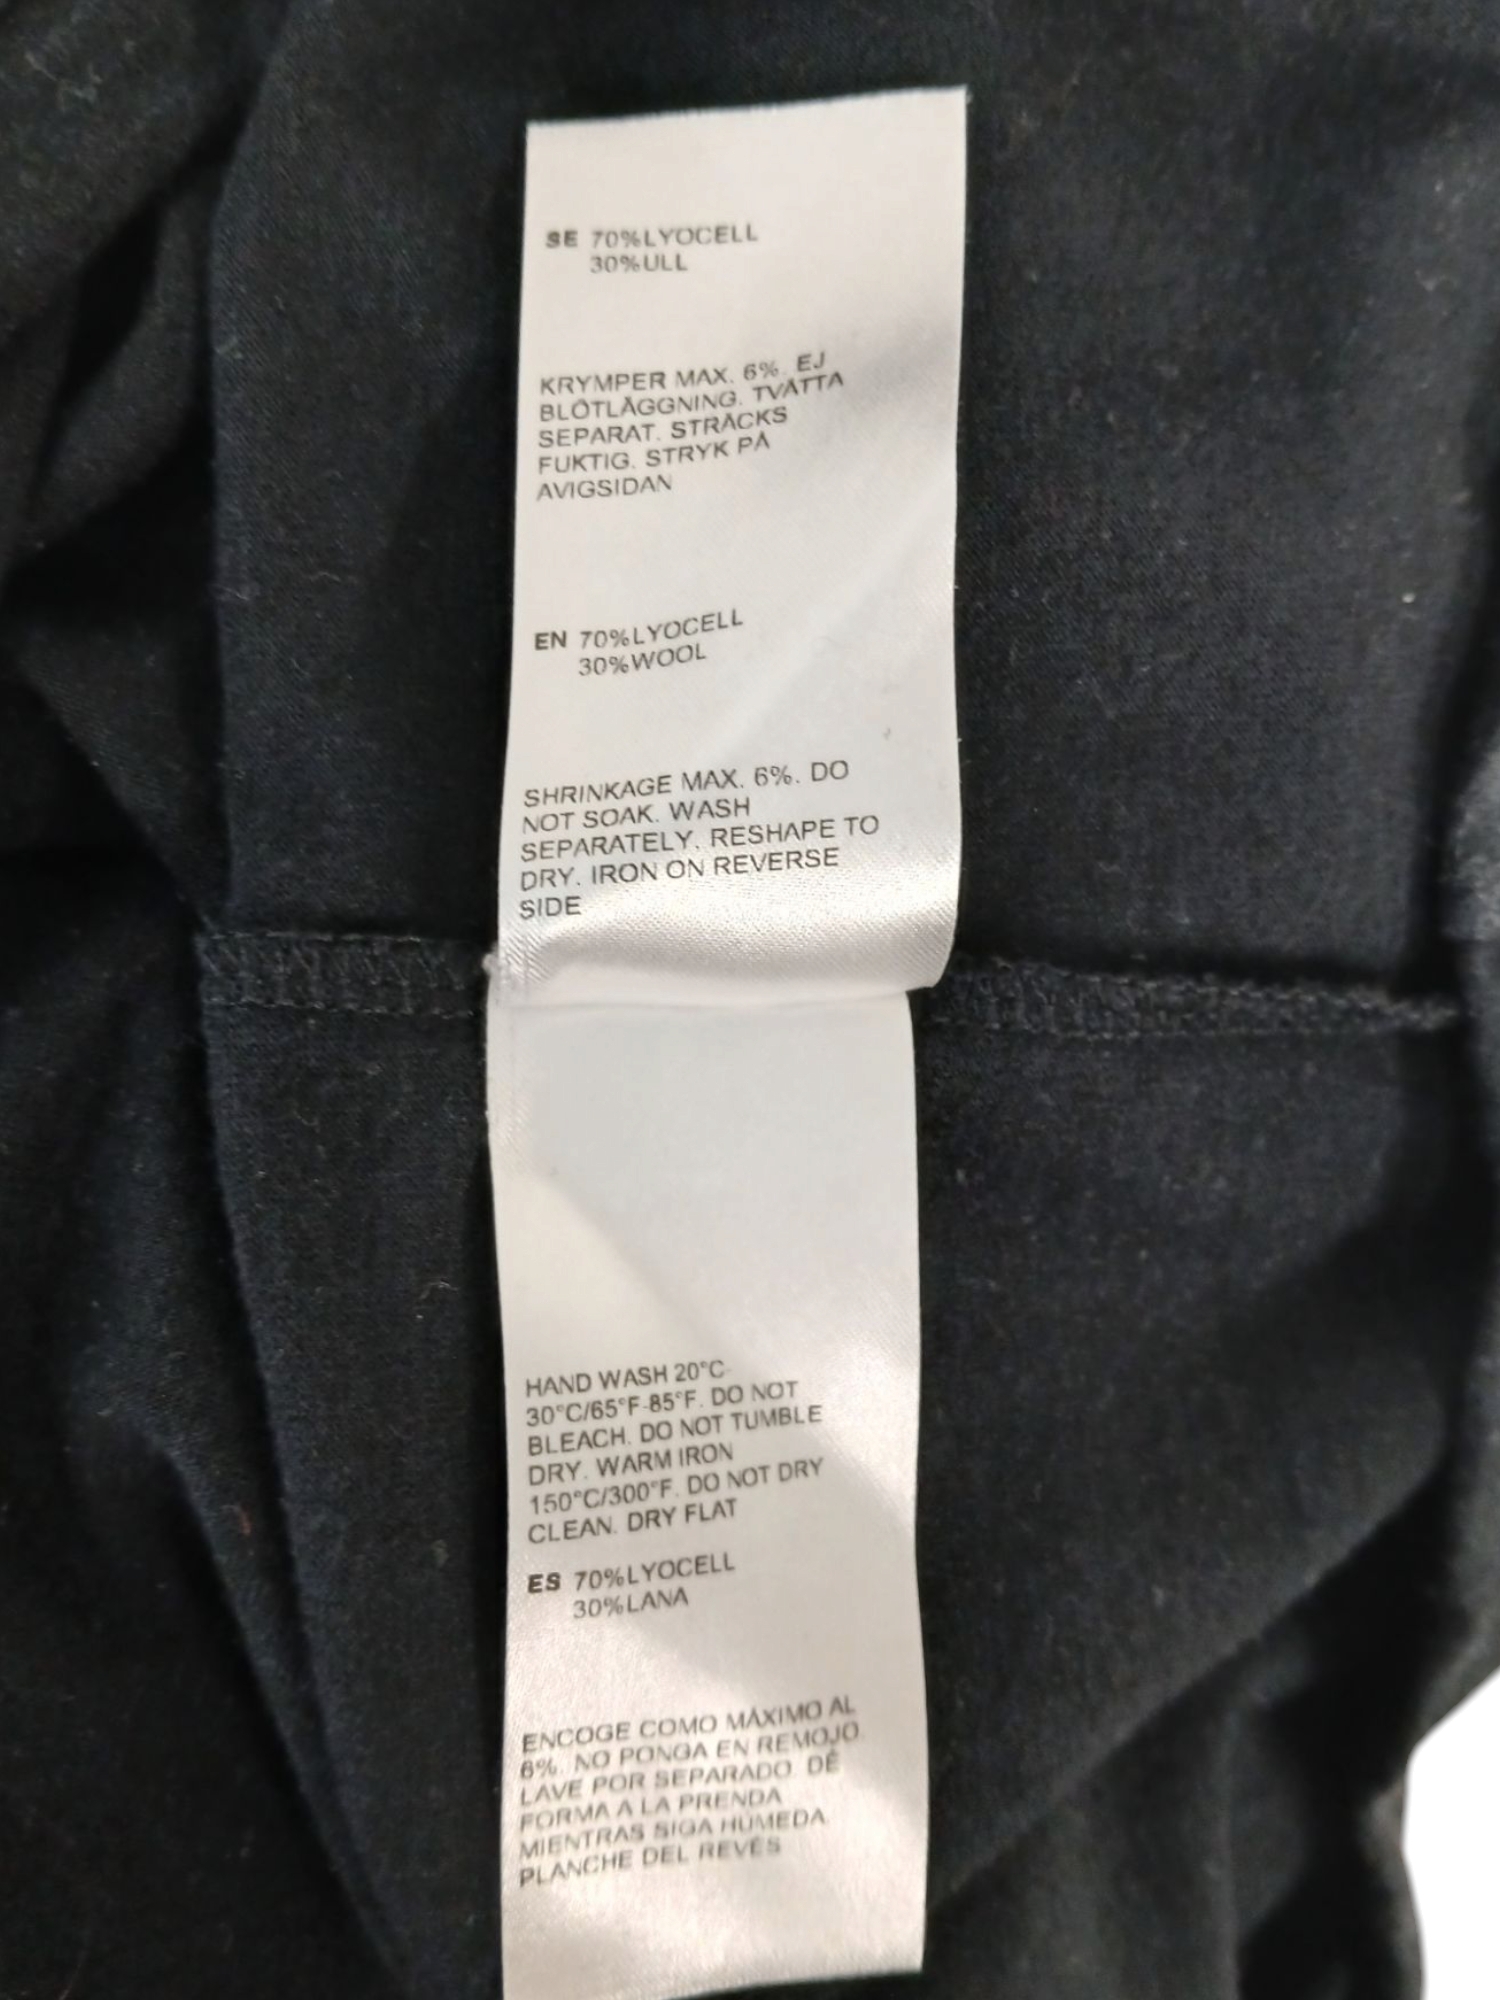 SE 70%LYOCELL
30%ULL
KRYMPER MAX. 6%. EJ
BLÖTLÄGGNING. TVÄTTA
SEPARAT. STRÄCKS
FUKTIG. STRYK PÅ
AVIGSIDAN
EN 70%LYOCELL
30%WOOL
SHRINKAGE MAX. 6%. DO
NOT SOAK. WASH
SEPARATELY. RESHAPE TO
DRY. IRON ON REVERSE
SIDE
HAND WASH 20°C-
30°C/65°F-85°F. DO NOT
BLEACH. DO NOT TUMBLE
DRY. WARM IRON
150°C/300°F. DO NOT DRY
CLEAN. DRY FLAT
ES 70%LYOCELL
30%LANA
ENCOGE COMO MÁXIMO AL
6%. NO PONGA EN REMOJO.
LAVE POR SEPARADO. DÉ
FORMA A LA PRENDA
MIENTRAS SIGA HÚMEDA.
PLANCHE DEL REVÉS